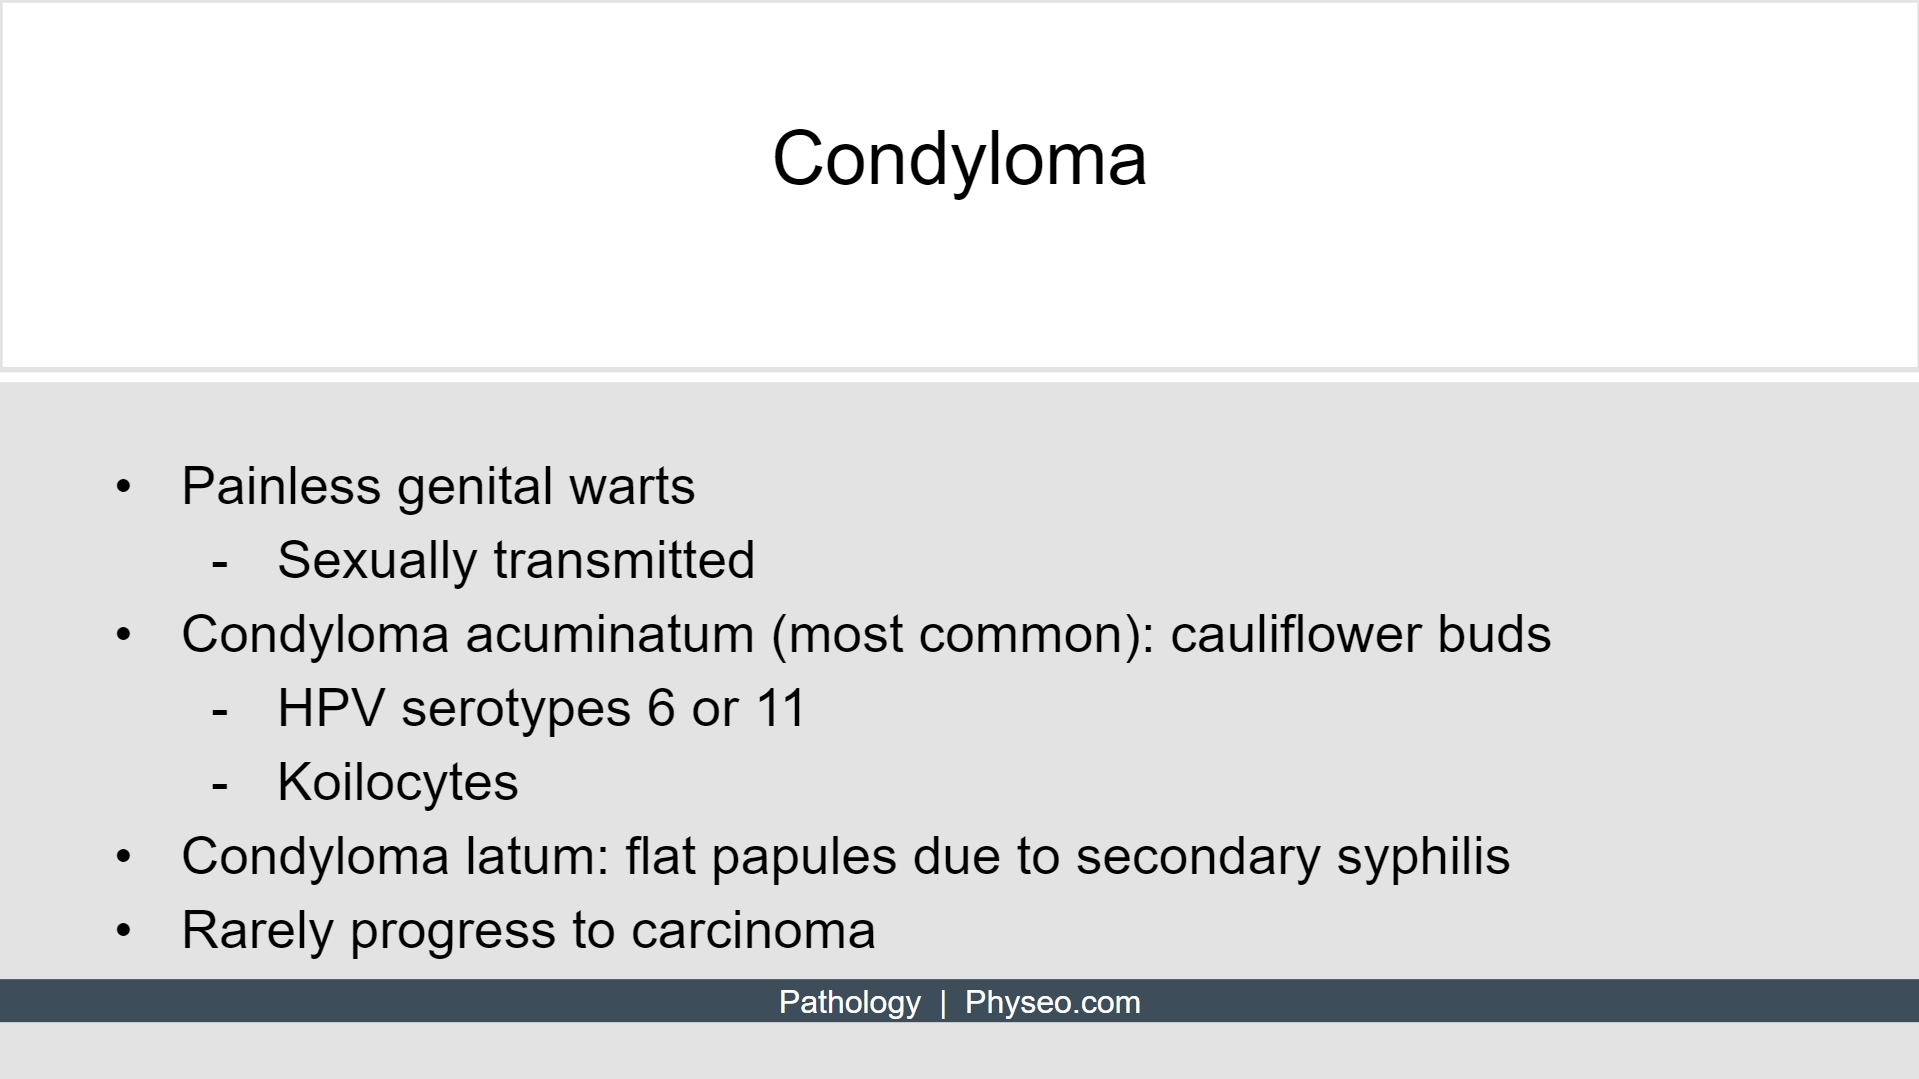 Condyloma
• Painless genital warts
- Sexually transmitted
• Condyloma acuminatum (most common): cauliflower buds
- HPV serotypes 6 or 11
- Koilocytes
• Condyloma latum: flat papules due to secondary syphilis
• Rarely progress to carcinoma
Pathology | Physeo.com